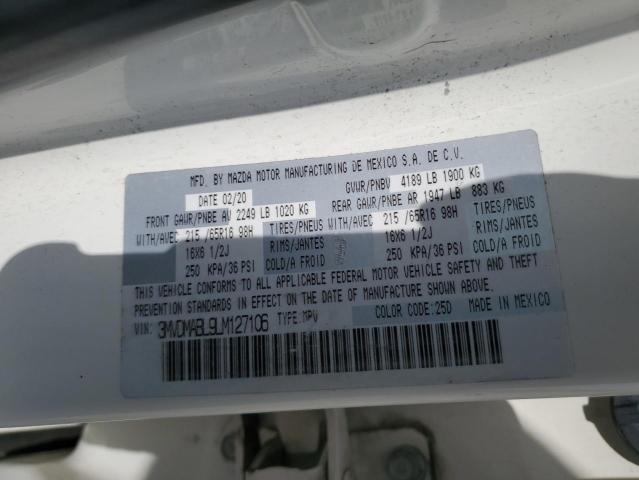 MFD. BY MAZDA MOTOR MANUFACTURING DE MEXICO S.A. DE C.V.
DATE 02/20 GVWR/PNBV 4189 LB 1900 KG
FRONT GAWR/PNBE AV 2249 LB 1020 KG REAR GAWR/PNBE AR 1947 LB 883 KG
WITH/AVEC 215 /65R16 98H TIRES/PNEUS WITH/AVEC 215 /65R16 98H TIRES/PNEUS
16X6 1/2J RIMS/JANTES 16X6 1/2J RIMS/JANTES
250 KPA/36 PSI COLD/A FROID 250 KPA/36 PSI COLD/A FROID
THIS VEHICLE CONFORMS TO ALL APPLICABLE FEDERAL MOTOR VEHICLE SAFETY AND THEFT
PREVENTION STANDARDS IN EFFECT ON THE DATE OF MANUFACTURE SHOWN ABOVE.
VIN: 3MVDMABL9LM127106 TYPE: MPV COLOR CODE: 25D MADE IN MEXICO